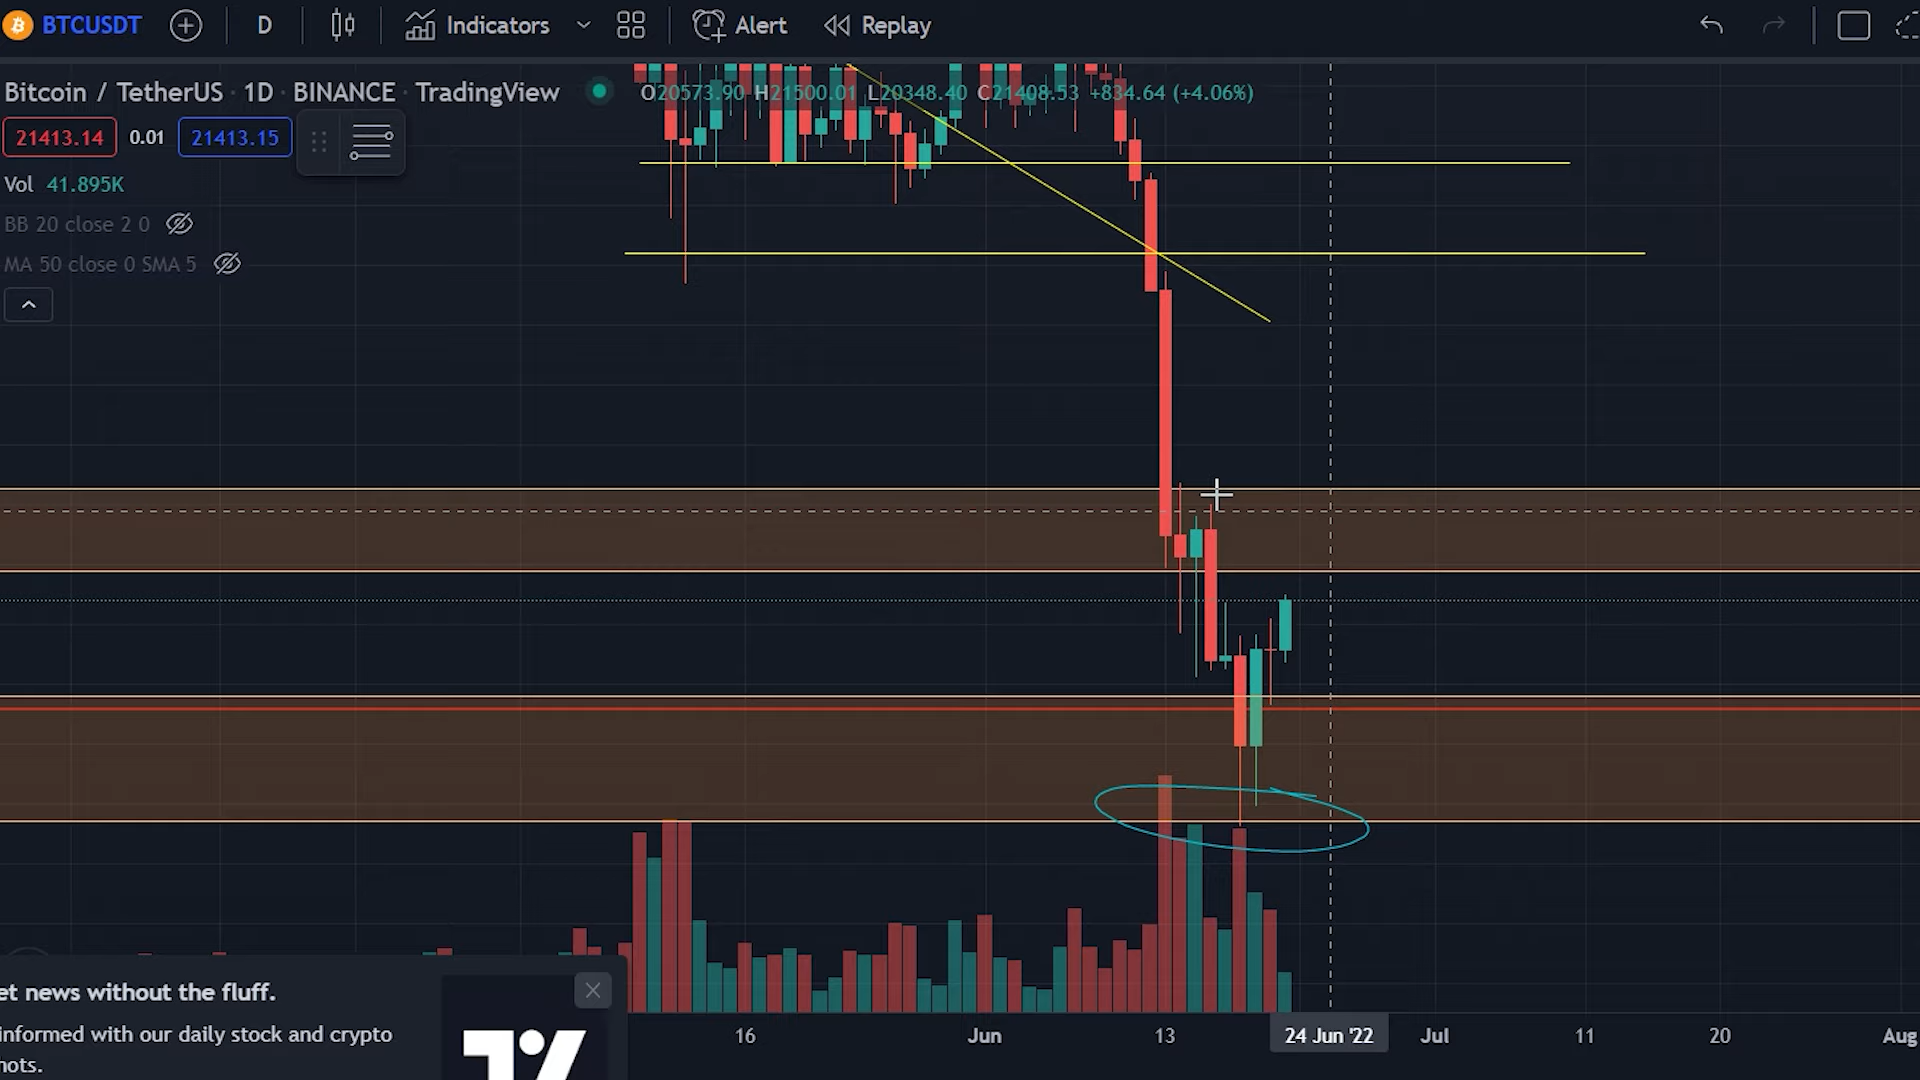 BTCUSDT D Indicators Alert Replay
Bitcoin / TetherUS · 1D · BINANCE · TradingView O20573.90 H21500.01 L20348.40 C21408.53 +834.64 (+4.06%)
21413.14 0.01 21413.15
Vol 41.895K
BB 20 close 2 0
MA 50 close 0 SMA 5
et news without the fluff.
informed with our daily stock and crypto
hots.
16 Jun 13 24 Jun '22 Jul 11 20 Aug